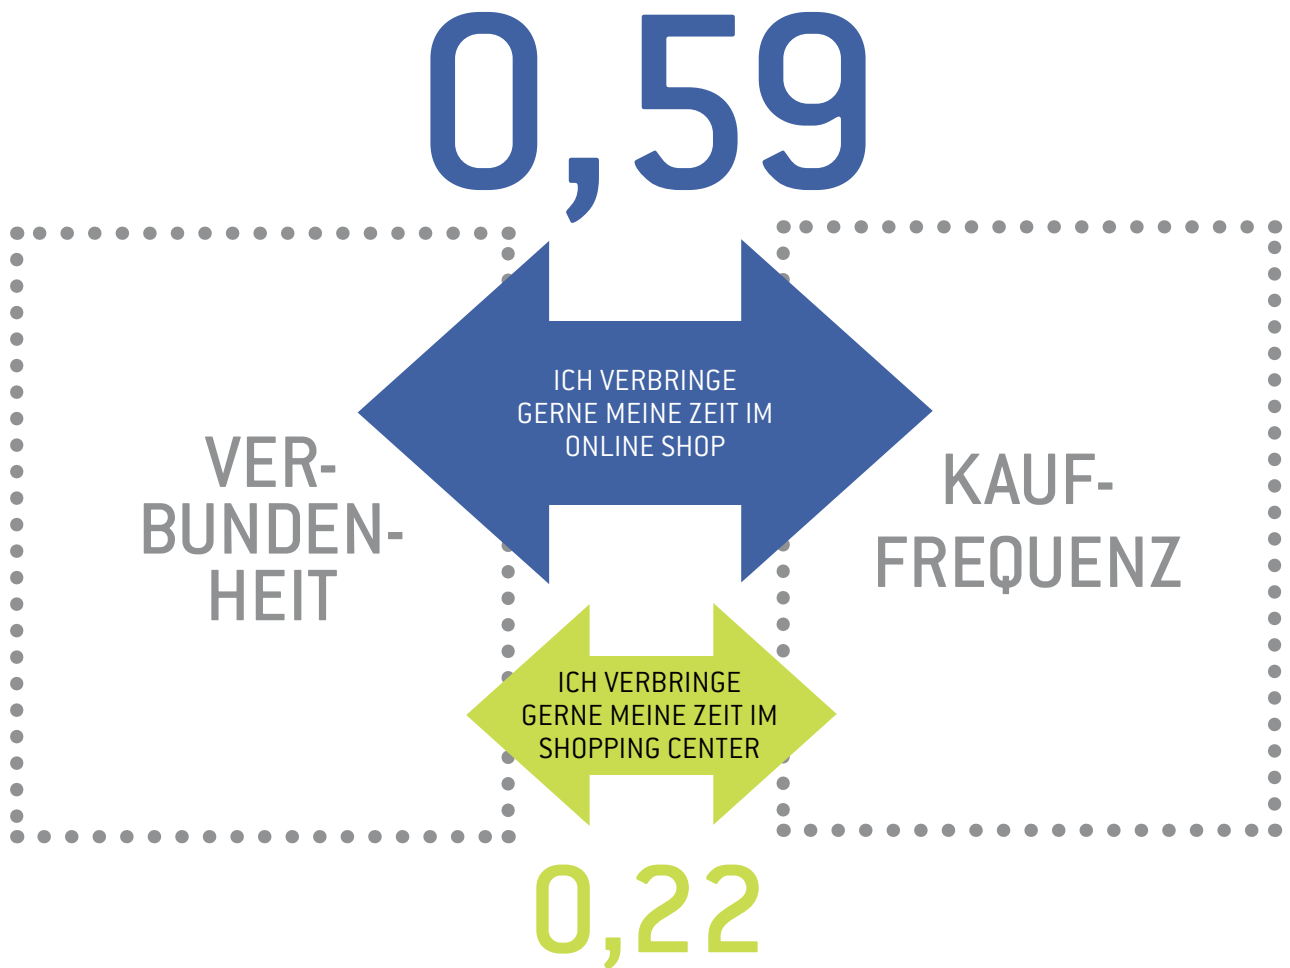 0,59
ICH VERBRINGE
GERNE MEINE ZEIT IM
ONLINE SHOP
VER-
BUNDEN-
HEIT
KAUF-
FREQUENZ
ICH VERBRINGE
GERNE MEINE ZEIT IM
SHOPPING CENTER
0,22